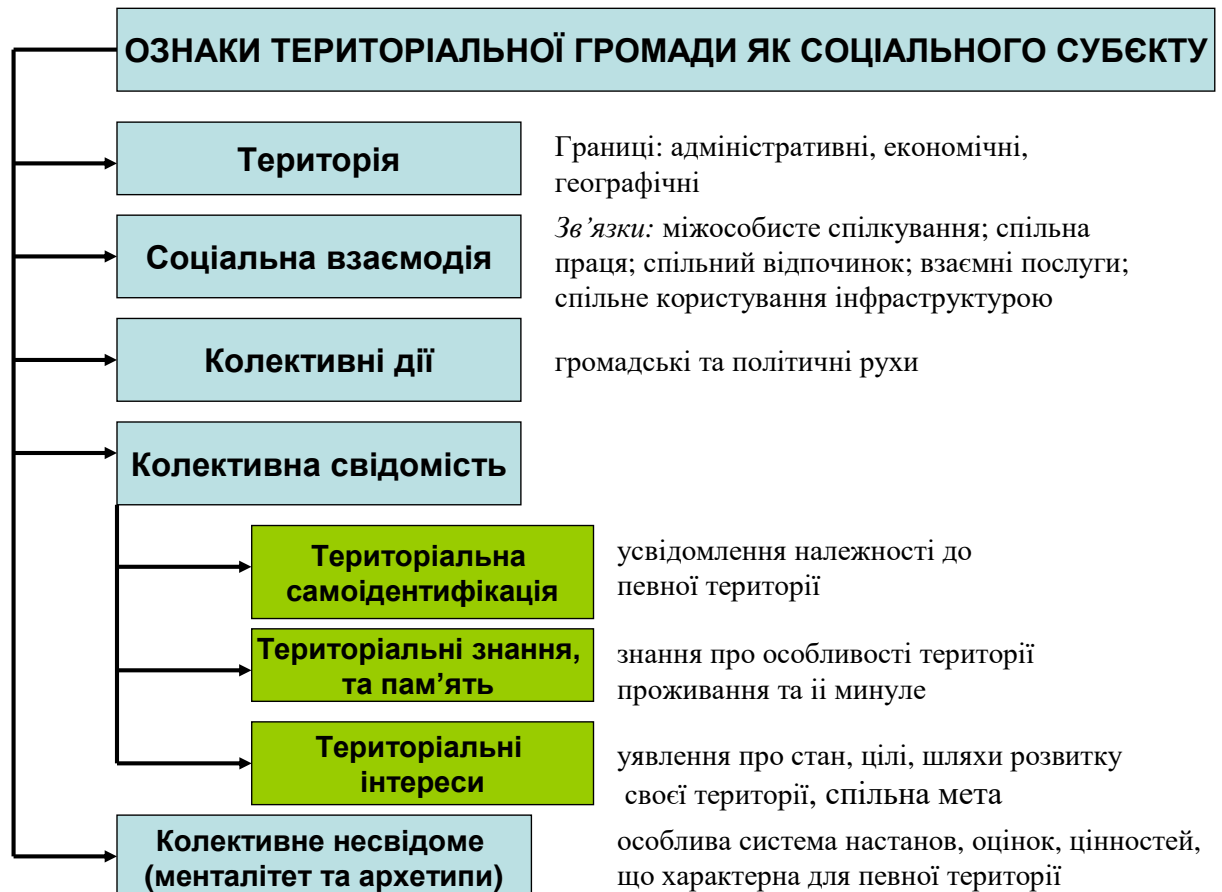 ОЗНАКИ ТЕРИТОРІАЛЬНОЇ ГРОМАДИ ЯК СОЦІАЛЬНОГО СУБЄКТУ
Територія
Границі: адміністративні, економічні,
географічні
Соціальна взаємодія
Зв’язки: міжособисте спілкування; спільна
праця; спільний відпочинок; взаємні послуги;
спільне користування інфраструктурою
Колективні дії
громадські та політичні рухи
Колективна свідомість
Територіальна
самоідентифікація
усвідомлення належності до
певної території
Територіальні знання,
та пам’ять
знання про особливості території
проживання та іі минуле
Територіальні
інтереси
уявлення про стан, цілі, шляхи розвитку
своєї території, спільна мета
Колективне несвідоме
(менталітет та архетипи)
особлива система настанов, оцінок, цінностей,
що характерна для певної території